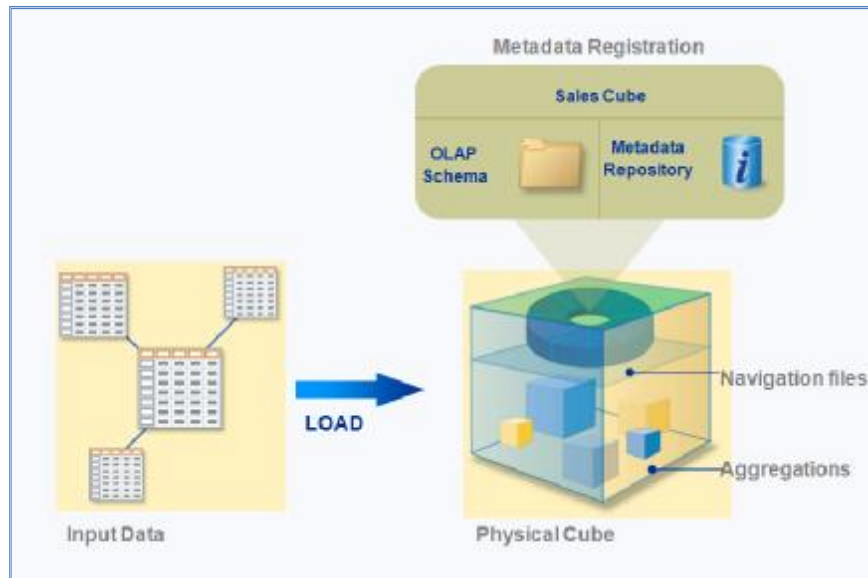 Metadata Registration
Sales Cube
OLAP
Schema
Metadata
Repository
i
LOAD
Navigation files
Aggregations
Input Data
Physical Cube